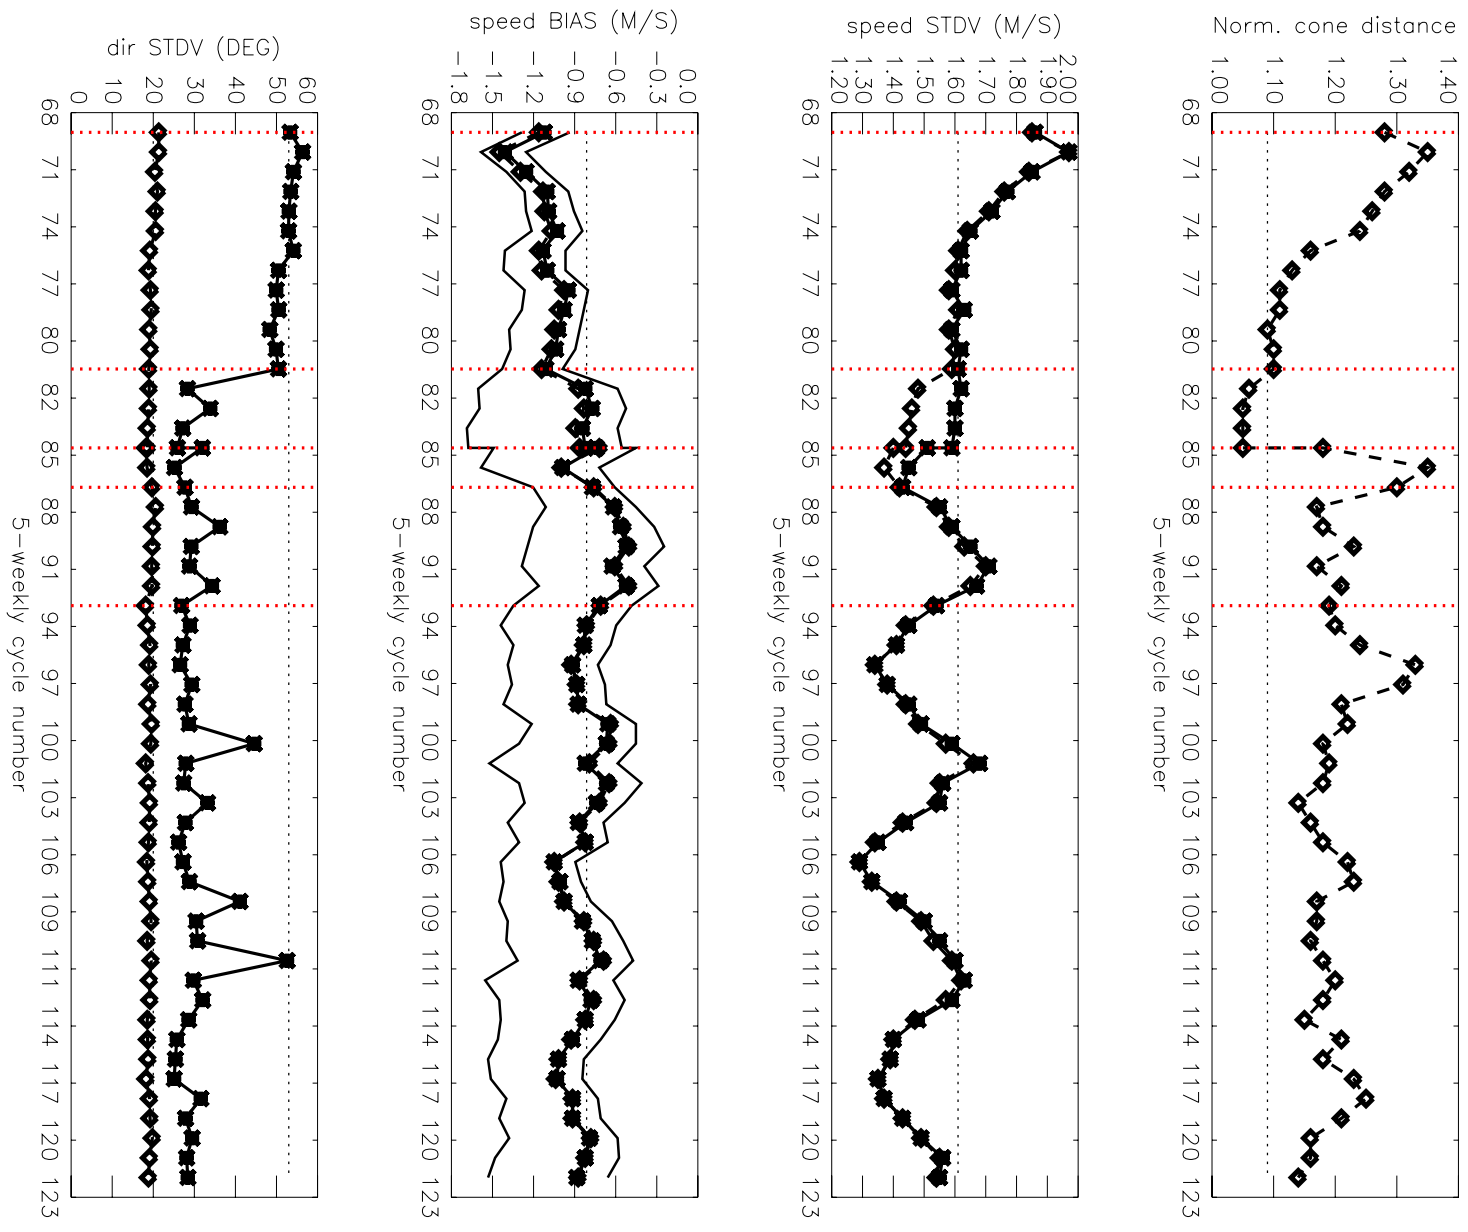 Norm. cone distance
1.00 1.10 1.20 1.30 1.40
68 71 74 77 80 82 85 88 91 94 97 100 103 106 109 111 114 117 120 123
5-weekly cycle number
speed STDV (M/S)
1.20 1.30 1.40 1.50 1.60 1.70 1.80 1.90 2.00
68 71 74 77 80 82 85 88 91 94 97 100 103 106 109 111 114 117 120 123
5-weekly cycle number
speed BIAS (M/S)
-1.8 -1.5 -1.2 -0.9 -0.6 -0.3 0.0
68 71 74 77 80 82 85 88 91 94 97 100 103 106 109 111 114 117 120 123
5-weekly cycle number
dir STDV (DEG)
0 10 20 30 40 50 60
68 71 74 77 80 82 85 88 91 94 97 100 103 106 109 111 114 117 120 123
5-weekly cycle number